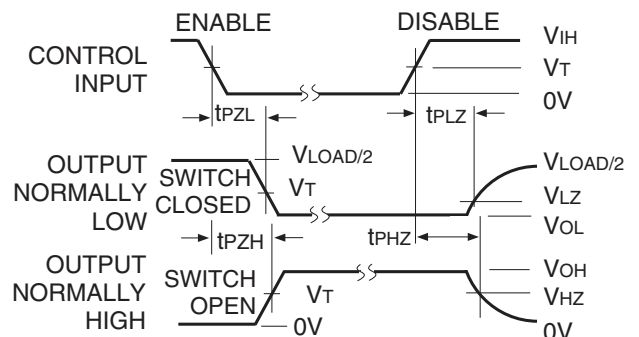 ENABLE
DISABLE
CONTROL
INPUT
VIH
VT
0V
tPZL
tPLZ
OUTPUT
NORMALLY
LOW
SWITCH
CLOSED
VLOAD/2
VT
VLOAD/2
VLZ
VOL
tPZH
tPHZ
OUTPUT
NORMALLY
HIGH
SWITCH
OPEN
VT
0V
VOH
VHZ
0V